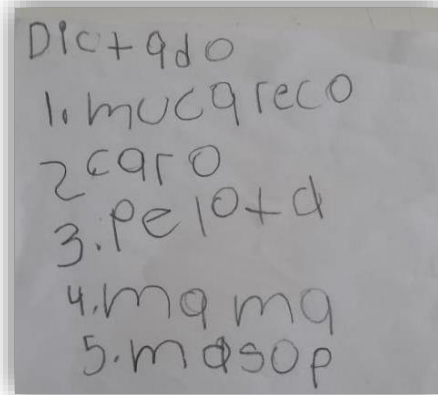 Dictado
1. mucareco
2 caro
3. Pelota
4. mama
5. masop